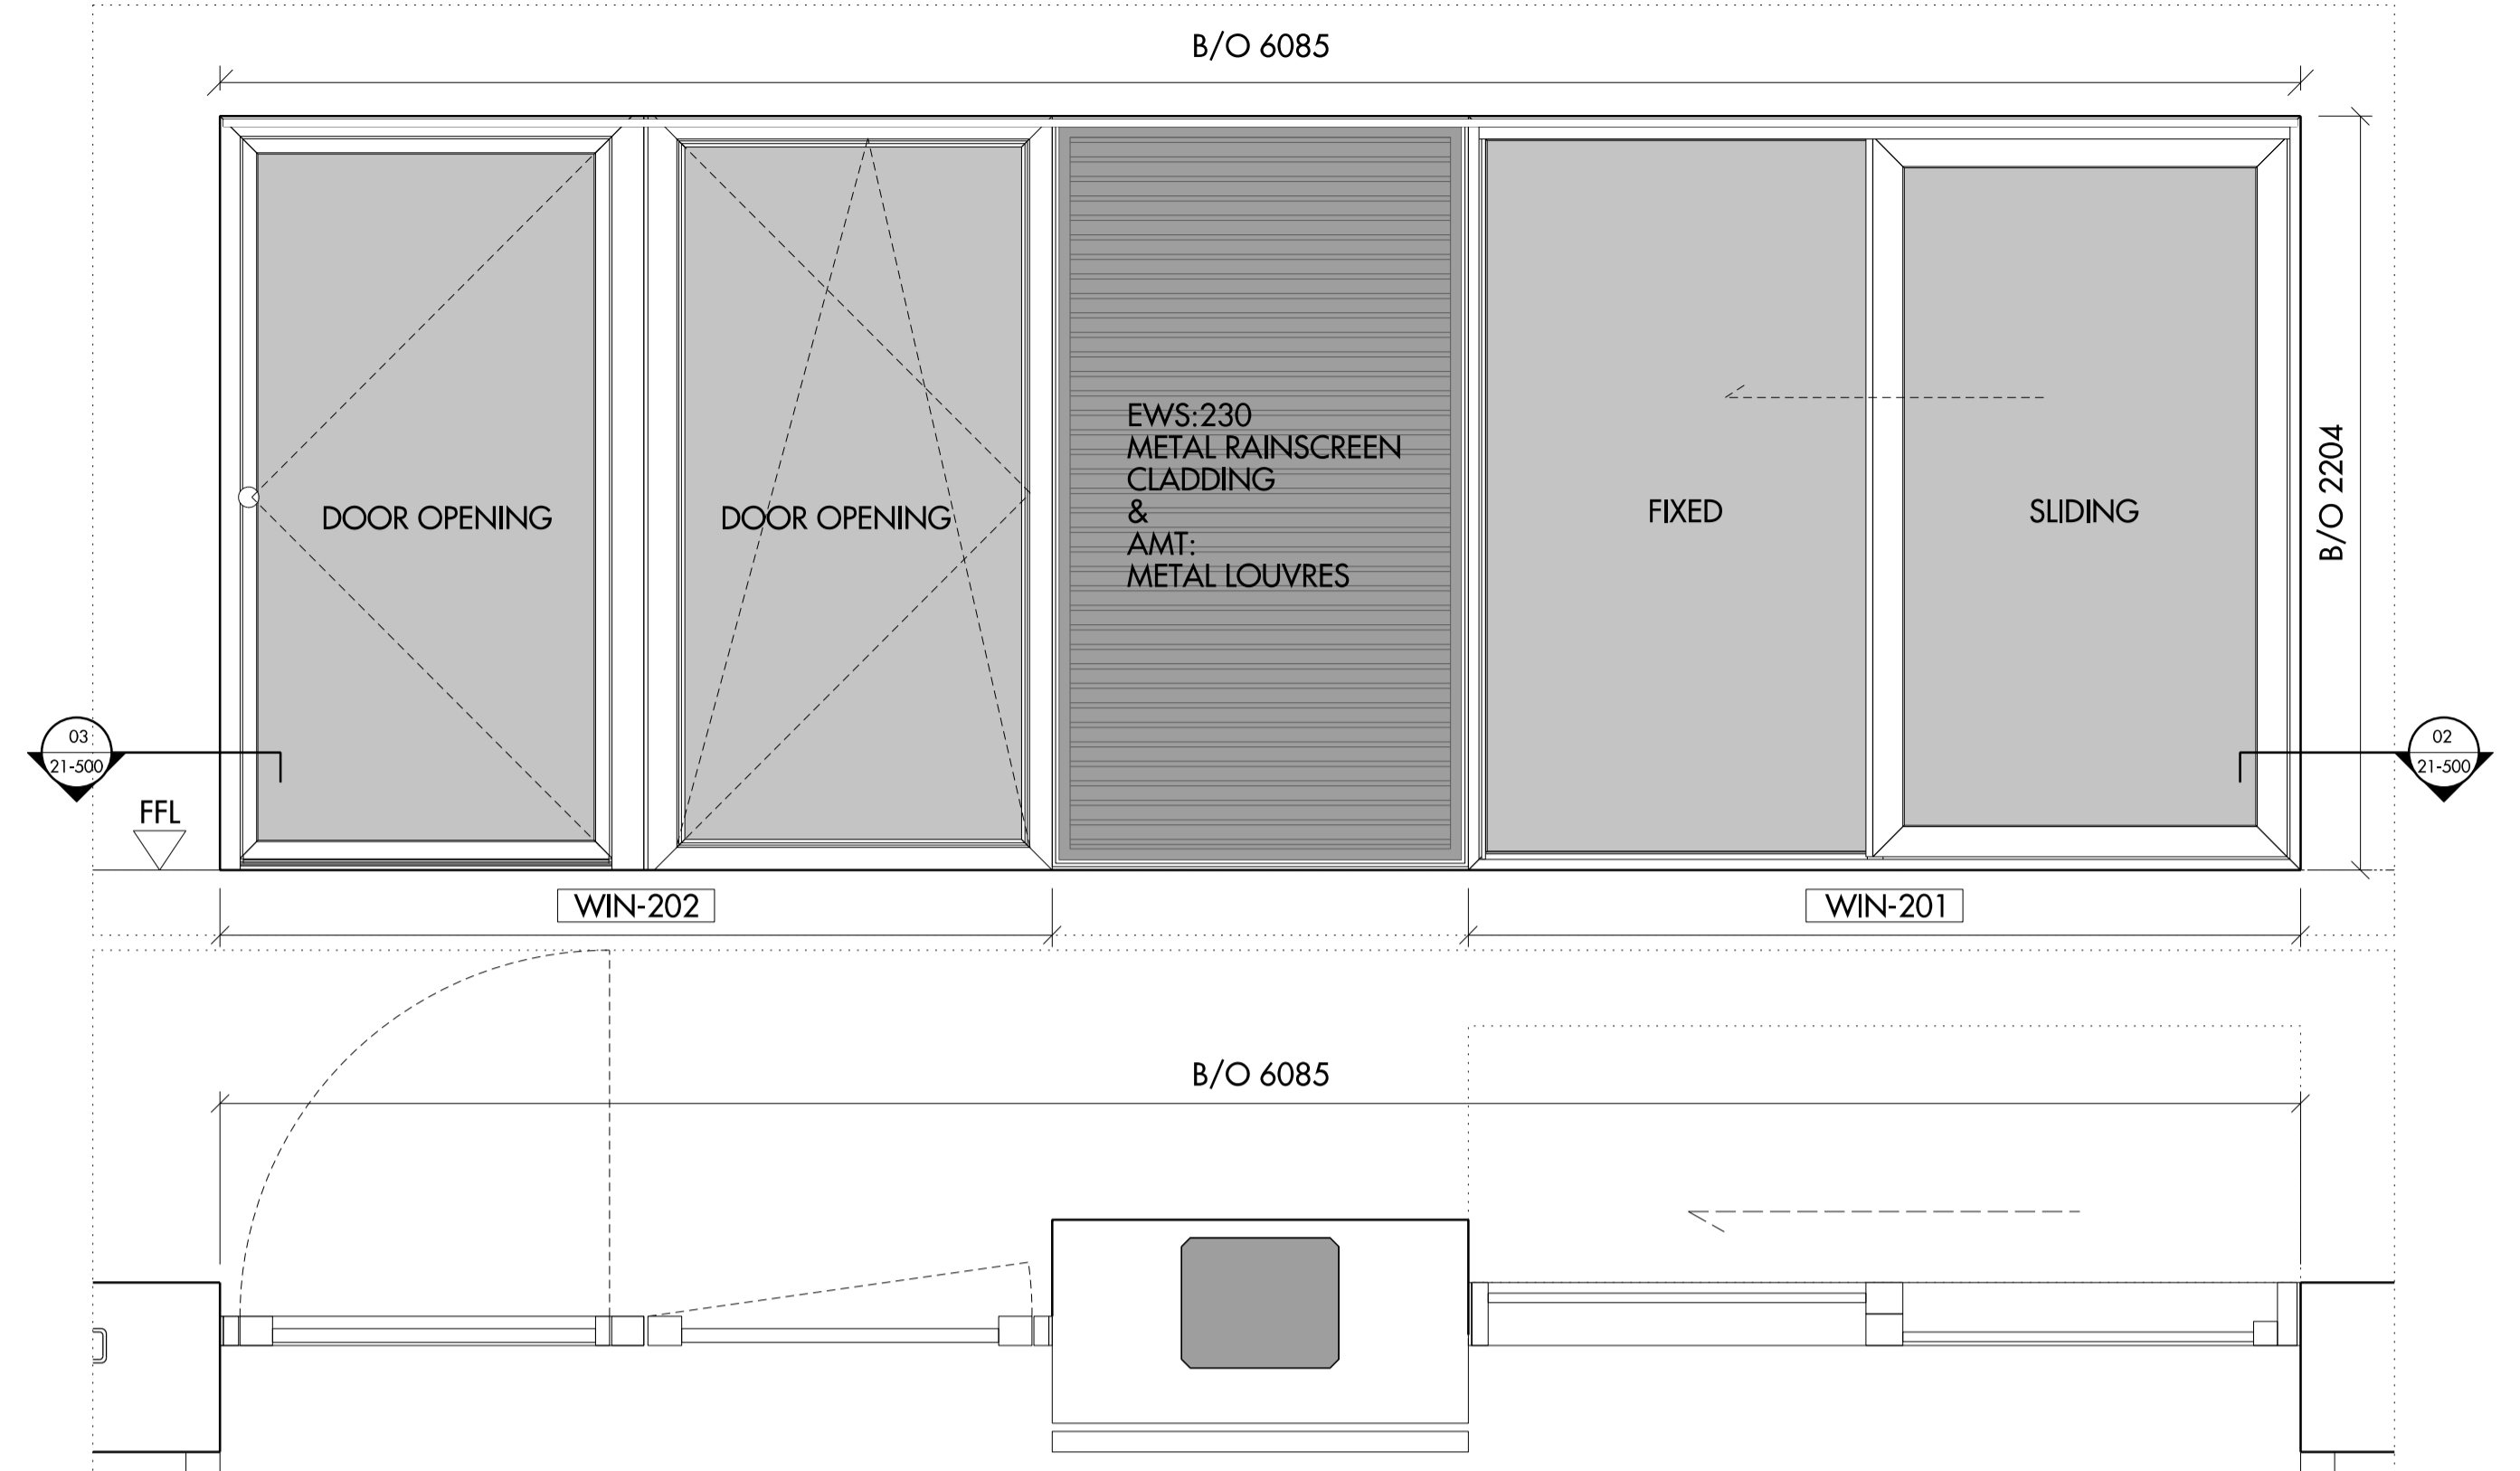 B/O 6085
EWS:230
METAL RAINSCREEN
CLADDING
&
AMT:
METAL LOUVRES
DOOR OPENING
DOOR OPENING
FIXED
SLIDING
B/O 2204
03
21-500
02
21-500
FFL
WIN-202
WIN-201
B/O 6085